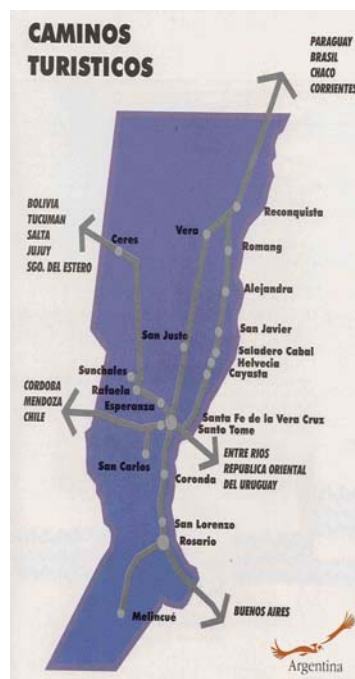 CAMINOS
TURISTICOS
PARAGUAY
BRASIL
CHACO
CORRIENTES
BOLIVIA
TUCUMAN
SALTA
JUJUY
SGO. DEL ESTERO
Ceres
Vera
Reconquista
Romang
Alejandra
San Justo
San Javier
Saladero Cabal
Helvecia
Cayasta
Sunchales
Rafaela
Esperanza
CORDOBA
MENDOZA
CHILE
Santa Fe de la Vera Cruz
Santo Tome
San Carlos
Coronda
ENTRE RIOS
REPUBLICA ORIENTAL
DEL URUGUAY
San Lorenzo
Rosario
Melincué
BUENOS AIRES
Argentina